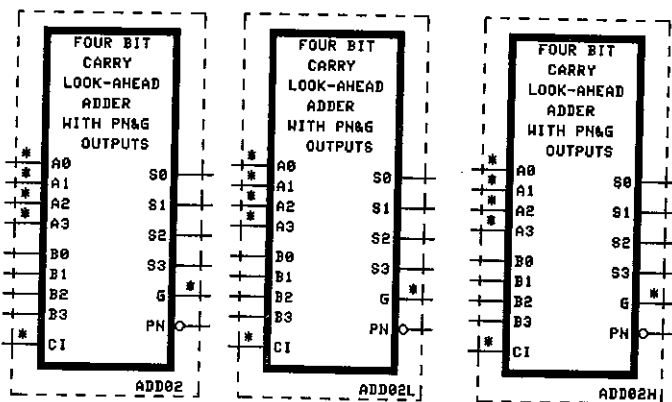 FOUR BIT
CARRY
LOOK-AHEAD
ADDER
WITH PN&G
OUTPUTS
* A0
* A1
* A2
* A3
B0
B1
B2
B3
* CI
S0
S1
S2
S3
G *
PN
ADD02
FOUR BIT
CARRY
LOOK-AHEAD
ADDER
WITH PN&G
OUTPUTS
* A0
* A1
* A2
* A3
B0
B1
B2
B3
* CI
S0
S1
S2
S3
G *
PN
ADD02L
FOUR BIT
CARRY
LOOK-AHEAD
ADDER
WITH PN&G
OUTPUTS
* A0
* A1
* A2
* A3
B0
B1
B2
B3
* CI
S0
S1
S2
S3
G *
PN
ADD02H